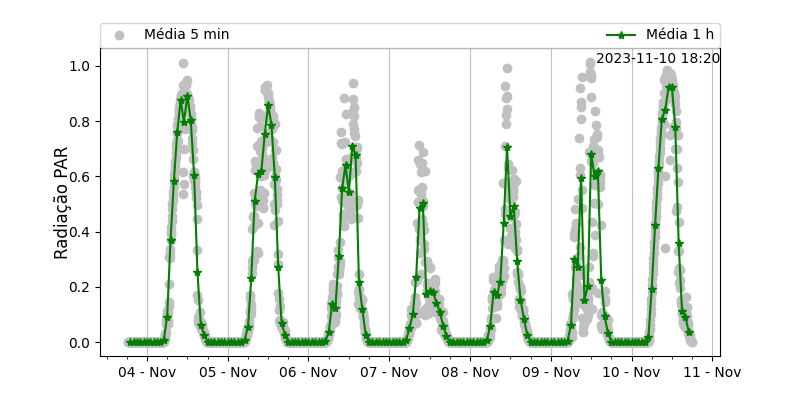 Média 5 min
Média 1 h
2023-11-10 18:20
Radiação PAR
1.0
0.8
0.6
0.4
0.2
0.0
04 - Nov
05 - Nov
06 - Nov
07 - Nov
08 - Nov
09 - Nov
10 - Nov
11 - Nov